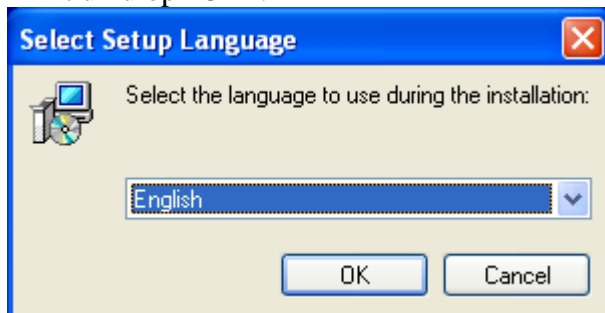 Select Setup Language
Select the language to use during the installation:
English
OK
Cancel